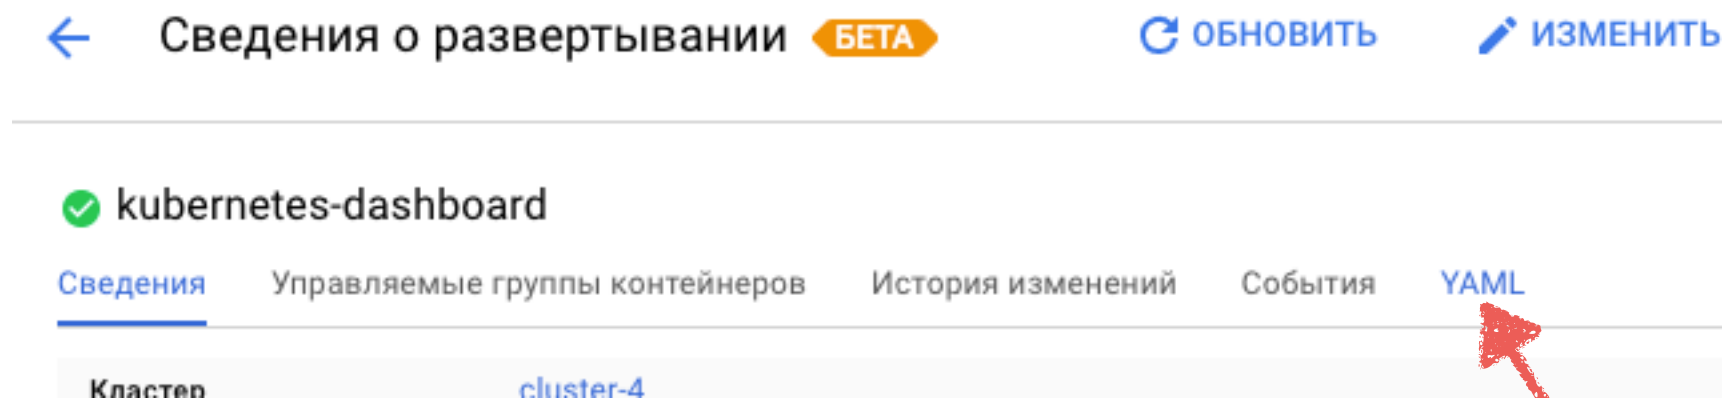 Сведения о развертывании БЕТА ОБНОВИТЬ ИЗМЕНИТЬ
kubernetes-dashboard
Сведения Управляемые группы контейнеров История изменений События YAML
Кластер cluster-4